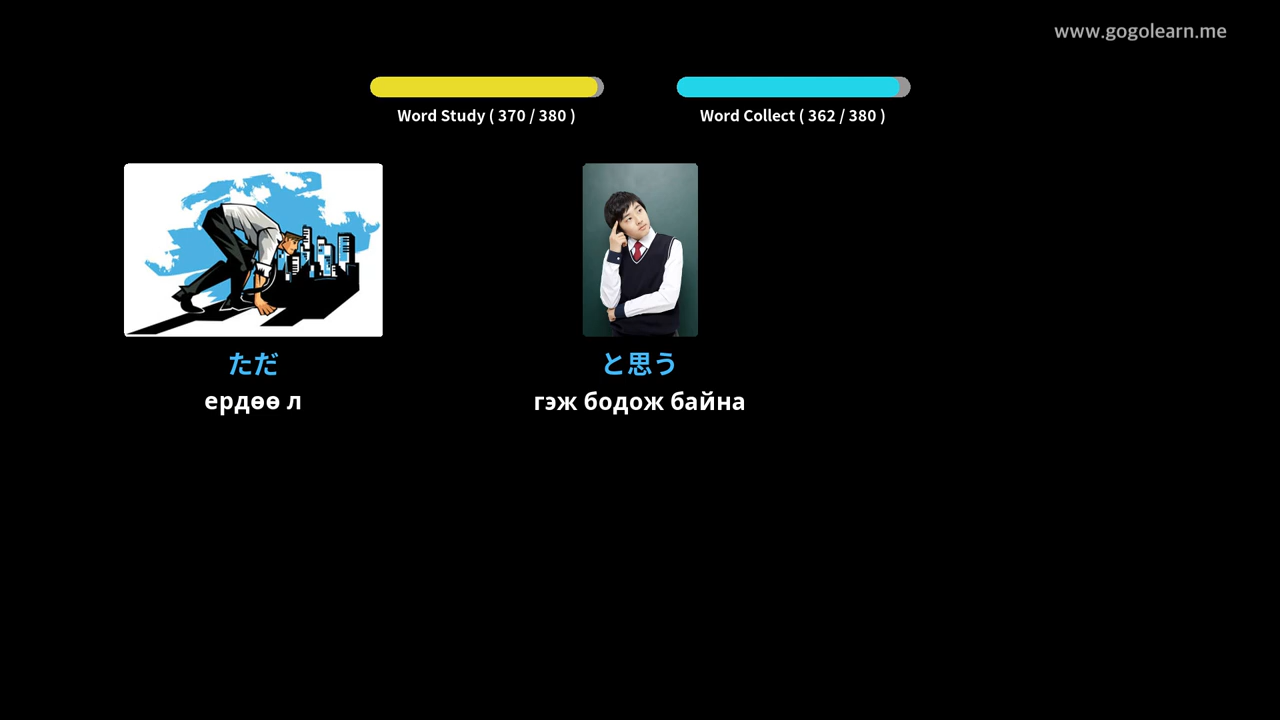 www.gogolearn.me
Word Study ( 370 / 380 )
Word Collect ( 362 / 380 )
ただ
ердөө л
と思う
гэж бодож байна